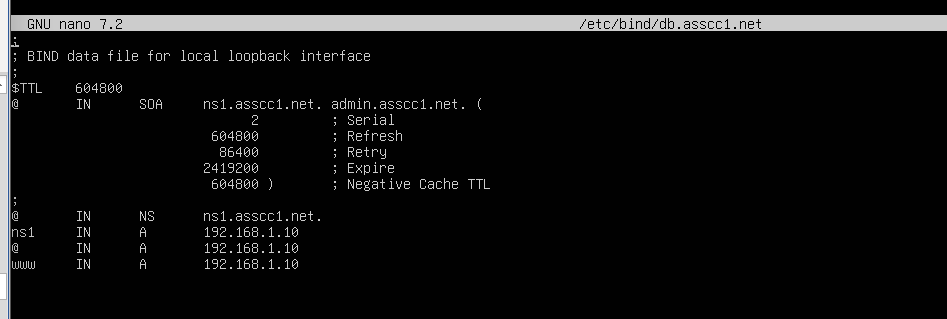 GNU nano 7.2 /etc/bind/db.asscc1.net
;
; BIND data file for local loopback interface
;
$TTL 604800
@ IN SOA ns1.asscc1.net. admin.asscc1.net. (
2 ; Serial
604800 ; Refresh
86400 ; Retry
2419200 ; Expire
604800 ) ; Negative Cache TTL
;
@ IN NS ns1.asscc1.net.
ns1 IN A 192.168.1.10
@ IN A 192.168.1.10
www IN A 192.168.1.10